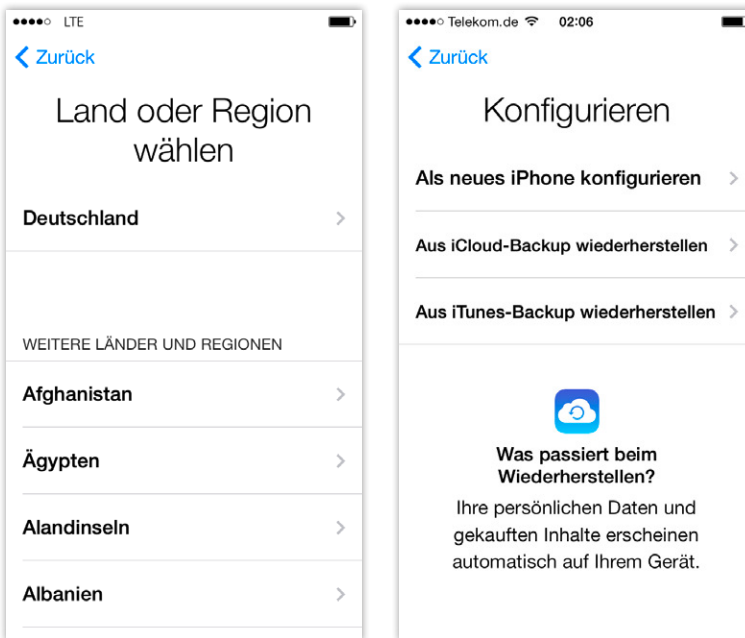 LTE
Zurück
Land oder Region
wählen
Deutschland
WEITERE LÄNDER UND REGIONEN
Afghanistan
Ägypten
Alandinseln
Albanien
Telekom.de 02:06
Zurück
Konfigurieren
Als neues iPhone konfigurieren
Aus iCloud-Backup wiederherstellen
Aus iTunes-Backup wiederherstellen
Was passiert beim
Wiederherstellen?
Ihre persönlichen Daten und
gekauften Inhalte erscheinen
automatisch auf Ihrem Gerät.